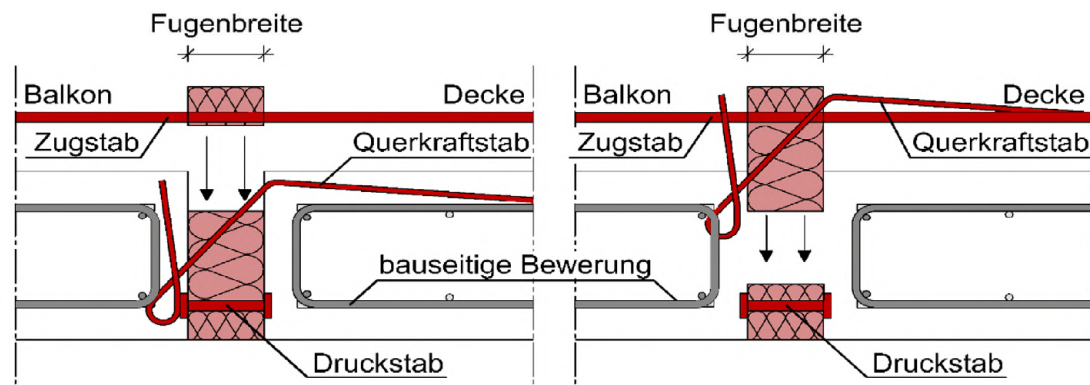 Fugenbreite
Balkon
Decke
Zugstab
Querkraftstab
bauseitige Bewerung
Druckstab
Fugenbreite
Balkon
Decke
Zugstab
Querkraftstab
Druckstab